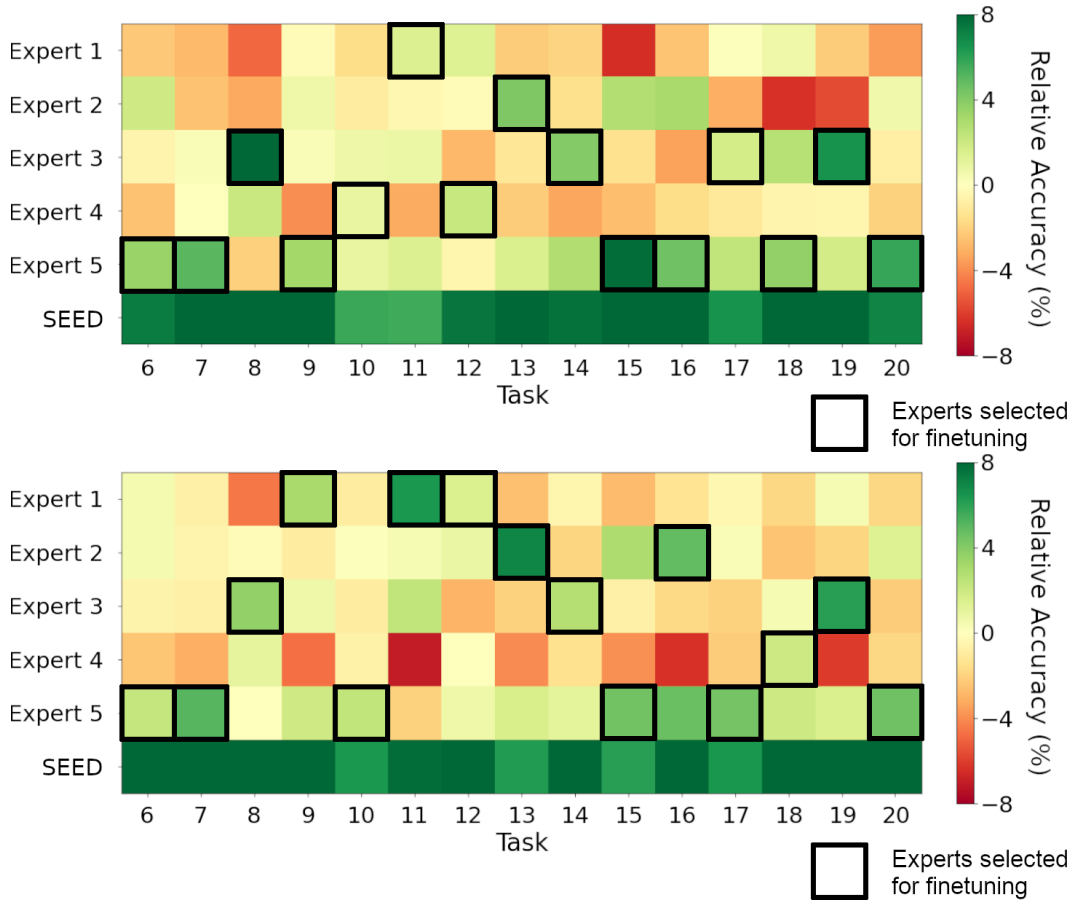 Expert 1
Expert 2
Expert 3
Expert 4
Expert 5
SEED
6 7 8 9 10 11 12 13 14 15 16 17 18 19 20
Task
8
4
0
−4
−8
Relative Accuracy (%)
Experts selected
for finetuning
Expert 1
Expert 2
Expert 3
Expert 4
Expert 5
SEED
6 7 8 9 10 11 12 13 14 15 16 17 18 19 20
Task
8
4
0
−4
−8
Relative Accuracy (%)
Experts selected
for finetuning